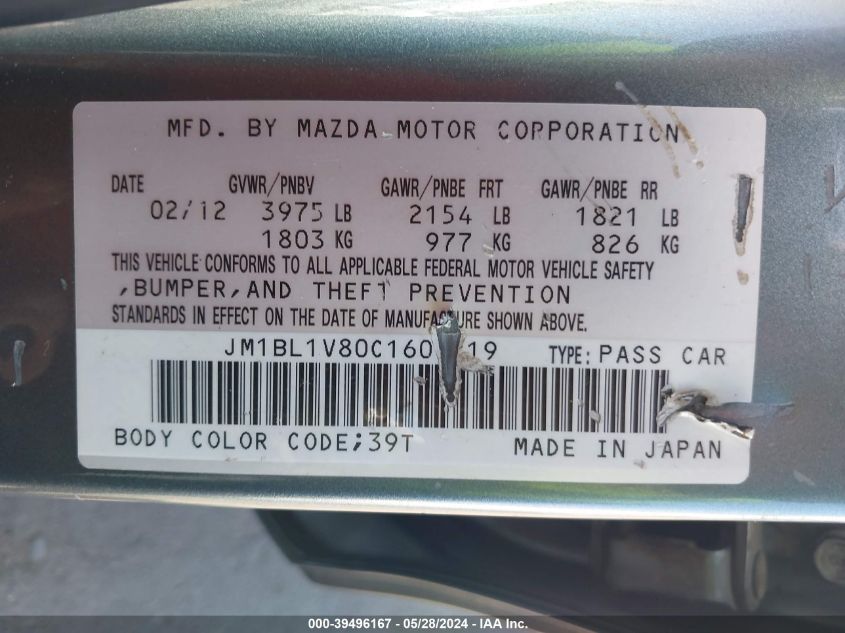 MFD. BY MAZDA MOTOR CORPORATION
DATE GVWR/PNBV GAWR/PNBE FRT GAWR/PNBE RR
02/12 3975 LB 2154 LB 1821 LB
1803 KG 977 KG 826 KG
THIS VEHICLE CONFORMS TO ALL APPLICABLE FEDERAL MOTOR VEHICLE SAFETY
,BUMPER,AND THEFT PREVENTION
STANDARDS IN EFFECT ON THE DATE OF MANUFACTURE SHOWN ABOVE.
TYPE: PASS CAR
BODY COLOR CODE;39T MADE IN JAPAN
000-39496167 / 05/28/2024 - IAA Inc.